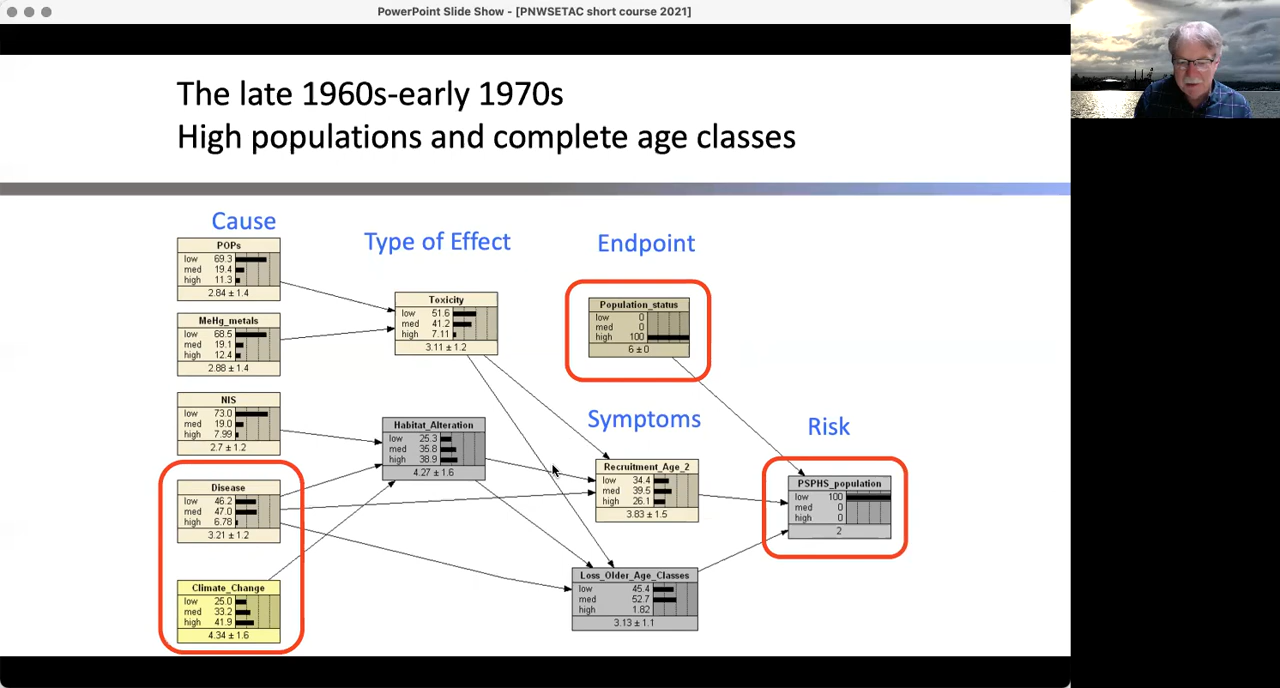 PowerPoint Slide Show - [PNWSETAC short course 2021]
The late 1960s-early 1970s
High populations and complete age classes
Cause
Type of Effect
Endpoint
POPs
low 69.3
med 19.4
high 11.3
2.84 ± 1.4
MeHg_metals
low 68.5
med 19.1
high 12.4
2.88 ± 1.4
NIS
low 73.0
med 19.0
high 7.99
2.7 ± 1.2
Disease
low 46.2
med 47.0
high 6.78
3.21 ± 1.2
Climate_Change
low 25.0
med 33.2
high 41.9
4.34 ± 1.6
Toxicity
low 51.6
med 41.2
high 7.11
3.11 ± 1.2
Habitat_Alteration
low 25.3
med 35.8
high 38.9
4.27 ± 1.6
Population_status
low 0
med 0
high 100
6 ± 0
Symptoms
Recruitment_Age_2
low 34.4
med 39.5
high 26.1
3.83 ± 1.5
Loss_Older_Age_Classes
low 45.4
med 52.7
high 1.82
3.13 ± 1.1
Risk
PSPHS_population
low 100
med 0
high 0
2